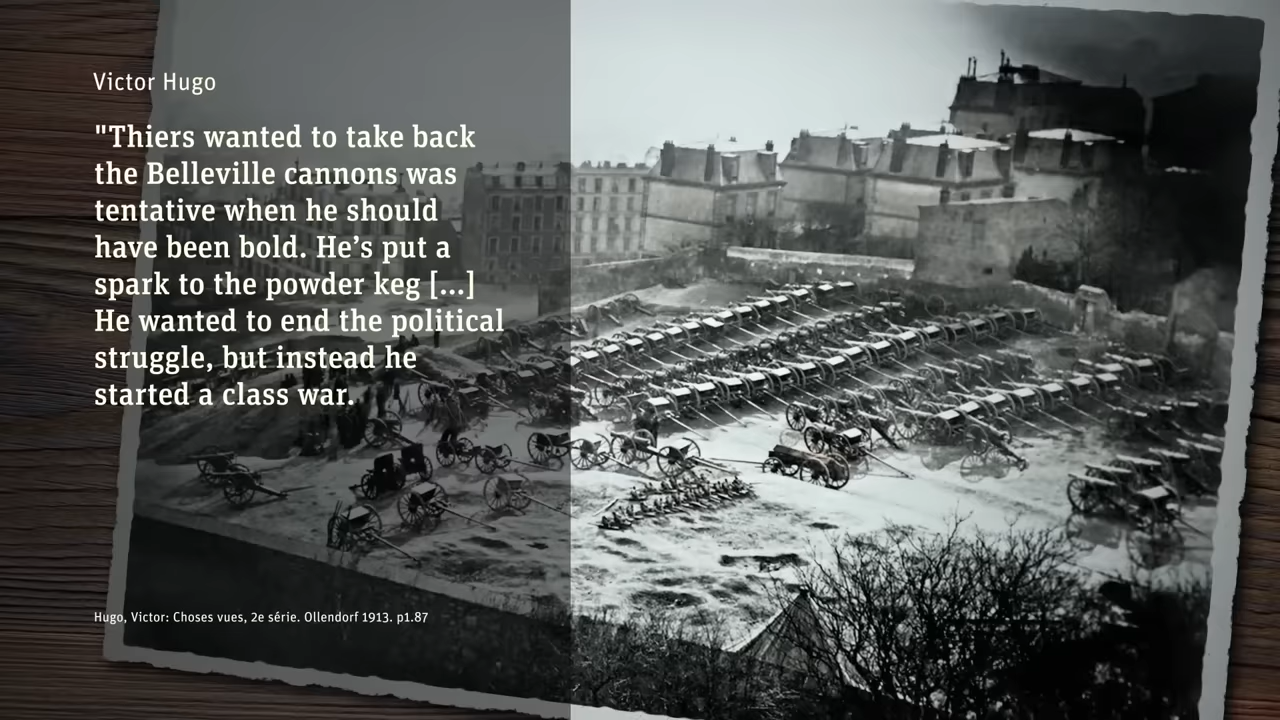 Victor Hugo
"Thiers wanted to take back
the Belleville cannons was
tentative when he should
have been bold. He’s put a
spark to the powder keg [...]
He wanted to end the political
struggle, but instead he
started a class war.
Hugo, Victor: Choses vues, 2e série. Ollendorf 1913. p1.87